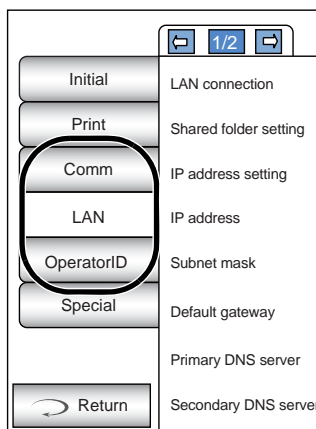 1/2
Initial
LAN connection
Print
Shared folder setting
Comm
IP address setting
LAN
IP address
OperatorID
Subnet mask
Special
Default gateway
Primary DNS server
Return
Secondary DNS server